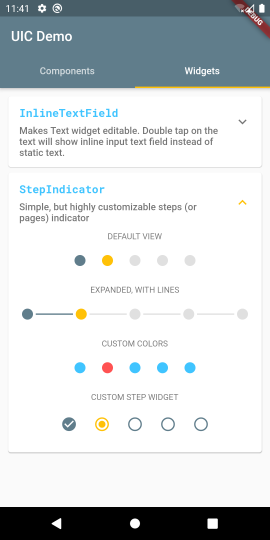 11:41
DEBUG
UIC Demo
Components
Widgets
InlineTextField
Makes Text widget editable. Double tap on the
text will show inline input text field instead of
static text.
StepIndicator
Simple, but highly customizable steps (or
pages) indicator
DEFAULT VIEW
EXPANDED, WITH LINES
CUSTOM COLORS
CUSTOM STEP WIDGET